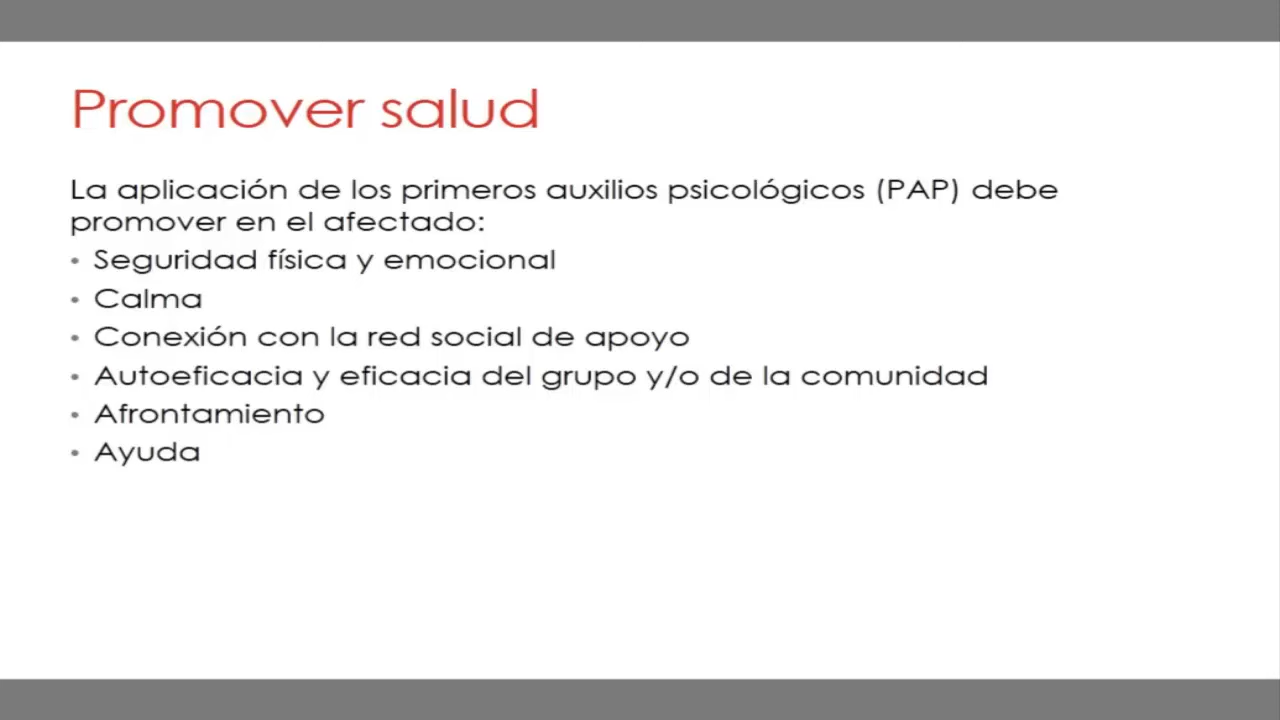 Promover salud
La aplicación de los primeros auxilios psicológicos (PAP) debe
promover en el afectado:
• Seguridad física y emocional
• Calma
• Conexión con la red social de apoyo
• Autoeficacia y eficacia del grupo y/o de la comunidad
• Afrontamiento
• Ayuda